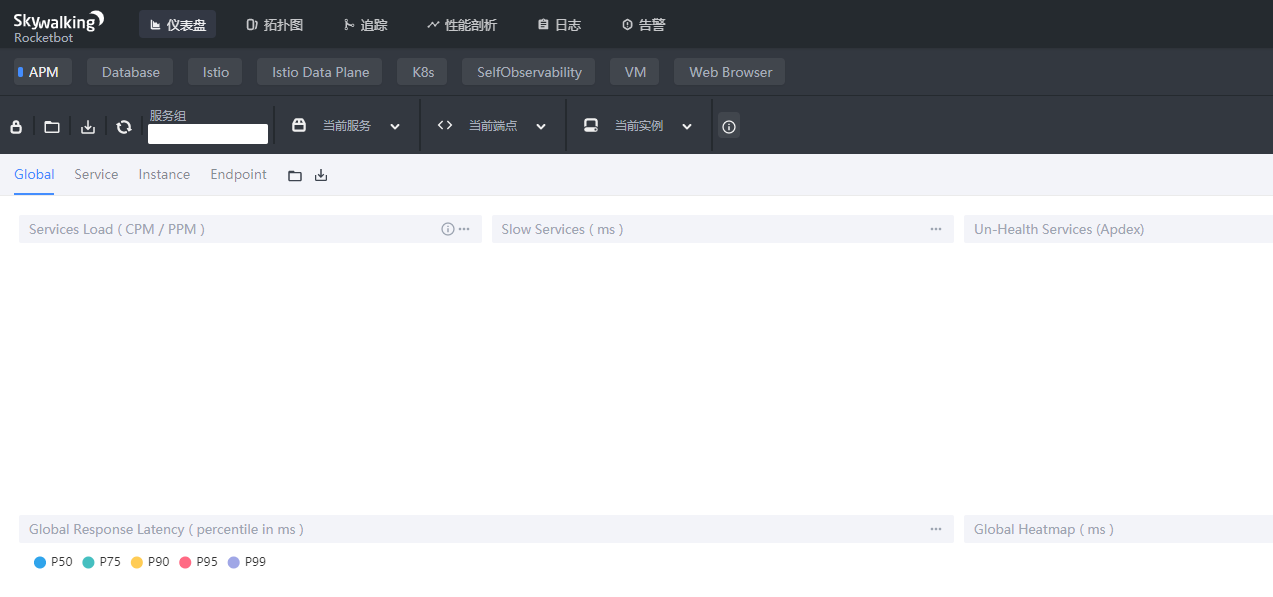 Skywalking
Rocketbot
仪表盘 拓扑图 追踪 性能剖析 日志 告警
APM Database Istio Istio Data Plane K8s SelfObservability VM Web Browser
服务组
当前服务 当前端点 当前实例
Global Service Instance Endpoint
Services Load ( CPM / PPM ) Slow Services ( ms ) Un-Health Services (Apdex)
Global Response Latency ( percentile in ms ) Global Heatmap ( ms )
P50 P75 P90 P95 P99